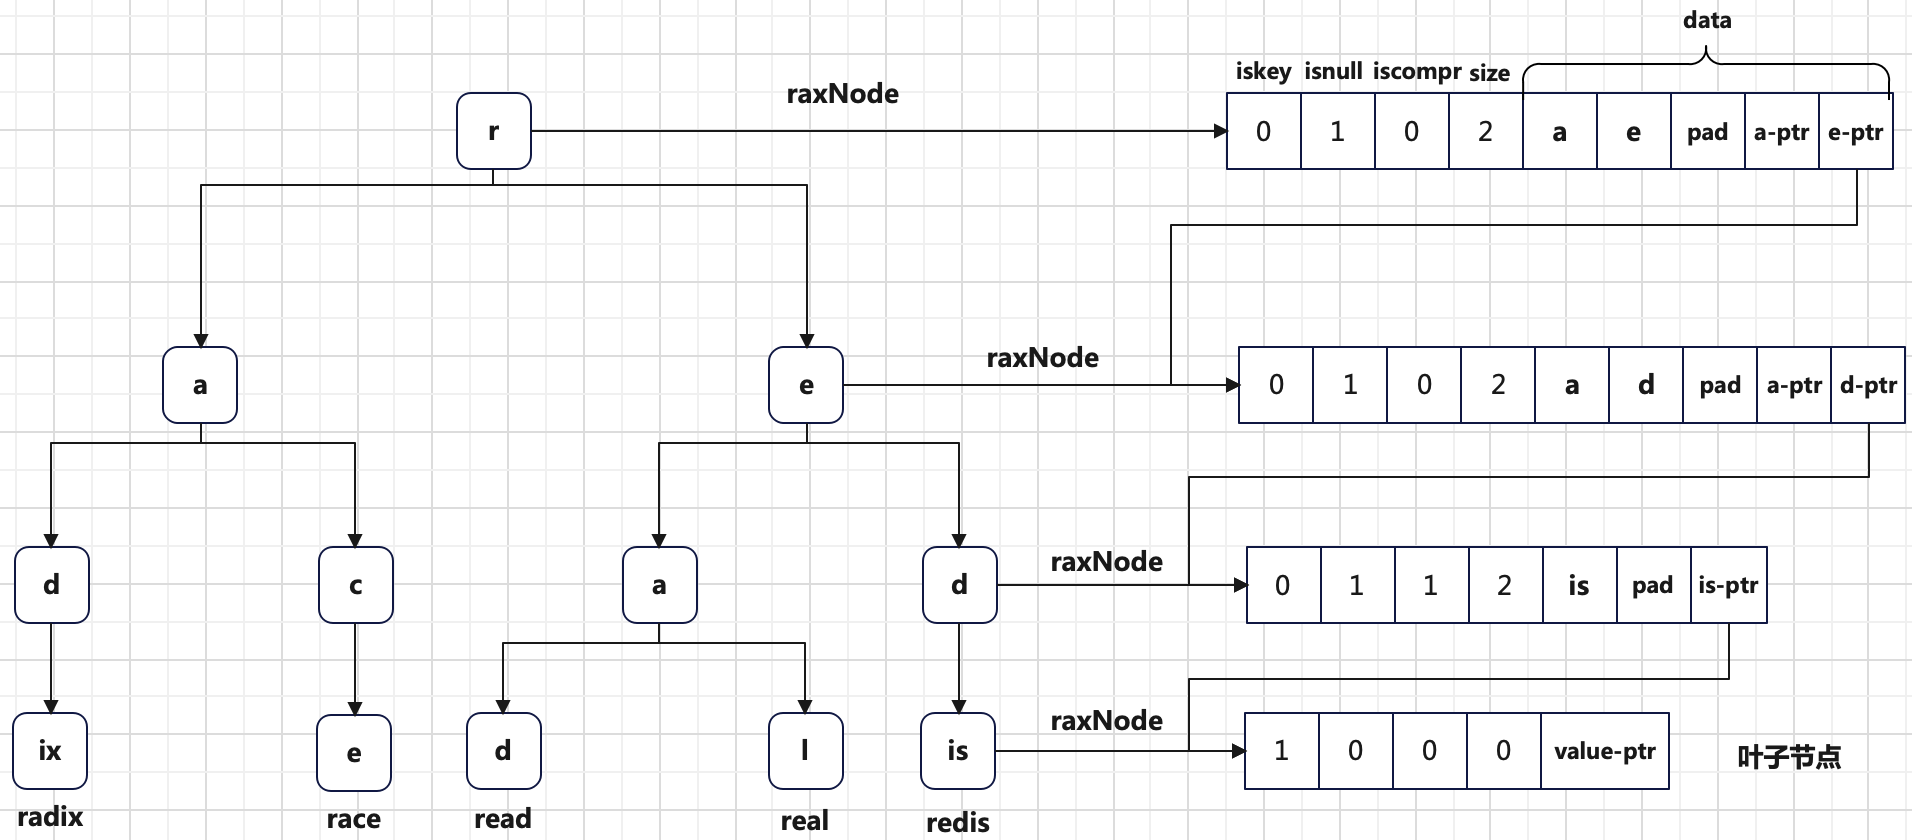 data
iskey isnull iscompr size
raxNode
r
0 1 0 2 a e pad a-ptr e-ptr
raxNode
a
e
0 1 0 2 a d pad a-ptr d-ptr
raxNode
d
c
a
d
0 1 1 2 is pad is-ptr
raxNode
ix
e
d
l
is
1 0 0 0 value-ptr
叶子节点
radix
race
read
real
redis